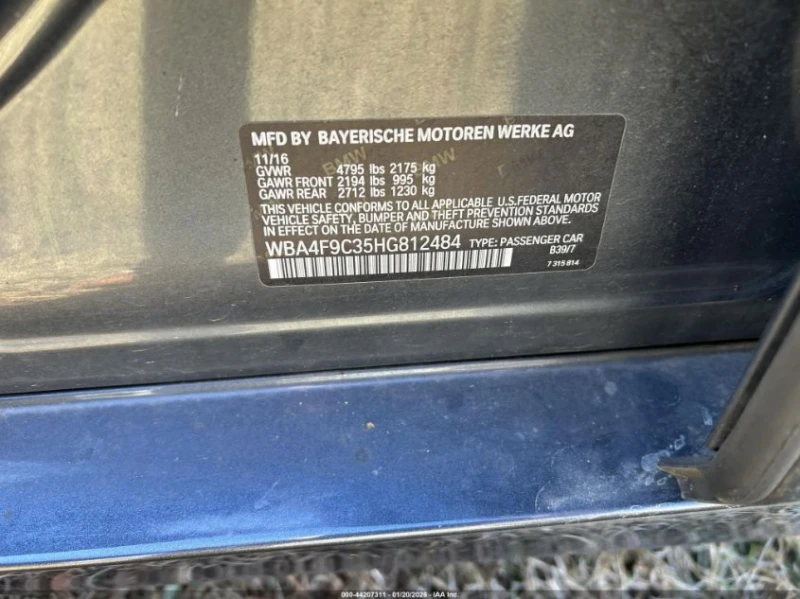 MFD BY BAYERISCHE MOTOREN WERKE AG
11/16
GVWR 4795 lbs 2175 kg
GAWR FRONT 2194 lbs 995 kg
GAWR REAR 2712 lbs 1230 kg
THIS VEHICLE CONFORMS TO ALL APPLICABLE U.S.FEDERAL MOTOR
VEHICLE SAFETY, BUMPER AND THEFT PREVENTION STANDARDS
IN EFFECT ON THE DATE OF MANUFACTURE SHOWN ABOVE.
WBA4F9C35HG812484 TYPE: PASSENGER CAR
B39/7
7 315 814
000-44207311 - 01/20/2026 - IAA Inc